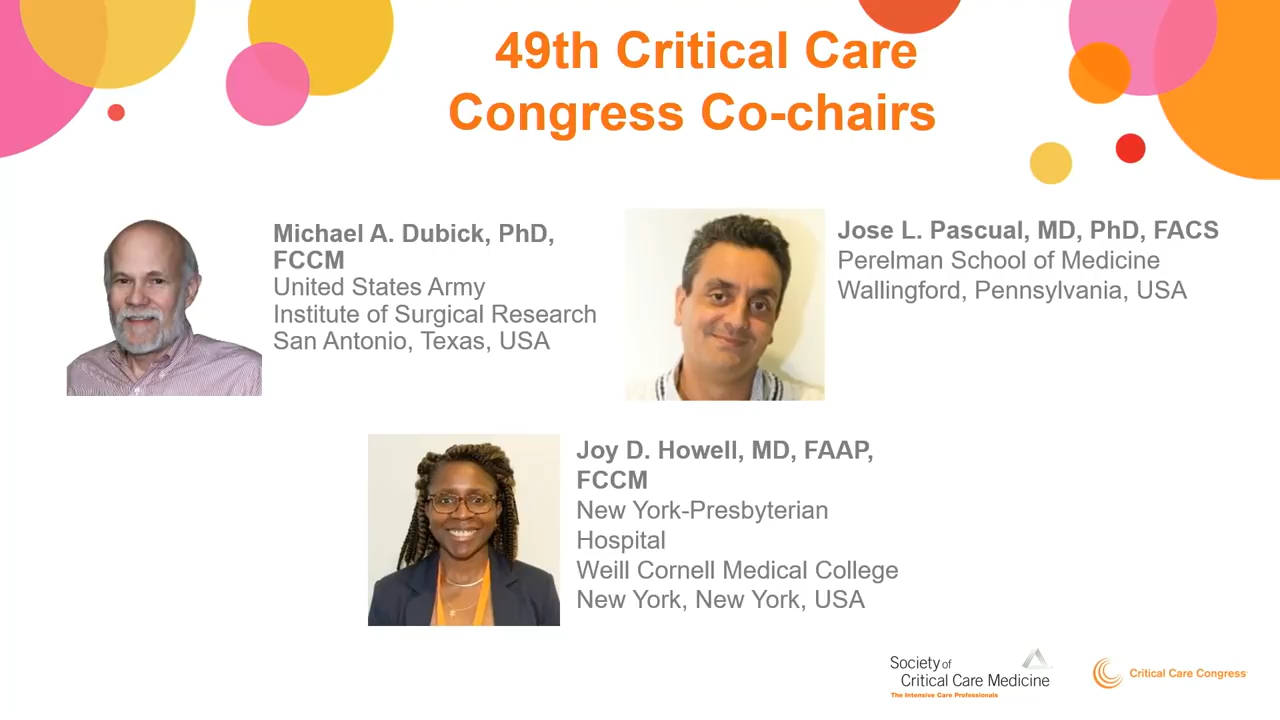 49th Critical Care
Congress Co-chairs
Michael A. Dubick, PhD,
FCCM
United States Army
Institute of Surgical Research
San Antonio, Texas, USA
Jose L. Pascual, MD, PhD, FACS
Perelman School of Medicine
Wallingford, Pennsylvania, USA
Joy D. Howell, MD, FAAP,
FCCM
New York-Presbyterian
Hospital
Weill Cornell Medical College
New York, New York, USA
Society of
Critical Care Medicine
The Intensive Care Professionals
Critical Care Congress